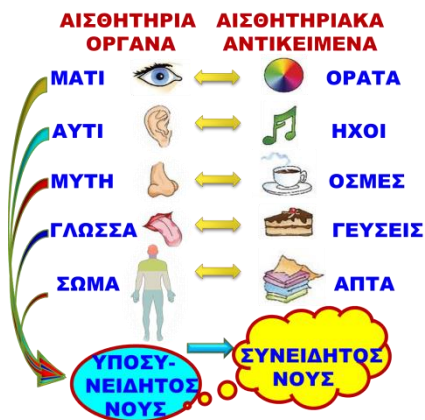 ΑΙΣΘΗΤΗΡΙΑ ΟΡΓΑΝΑ
ΑΙΣΘΗΤΗΡΙΑΚΑ ΑΝΤΙΚΕΙΜΕΝΑ
ΜΑΤΙ ΟΡΑΤΑ
ΑΥΤΙ ΗΧΟΙ
ΜΥΤΗ ΟΣΜΕΣ
ΓΛΩΣΣΑ ΓΕΥΣΕΙΣ
ΣΩΜΑ ΑΠΤΑ
ΥΠΟΣΥ-
ΝΕΙΔΗΤΟΣ
ΝΟΥΣ
ΣΥΝΕΙΔΗΤΟΣ
ΝΟΥΣ